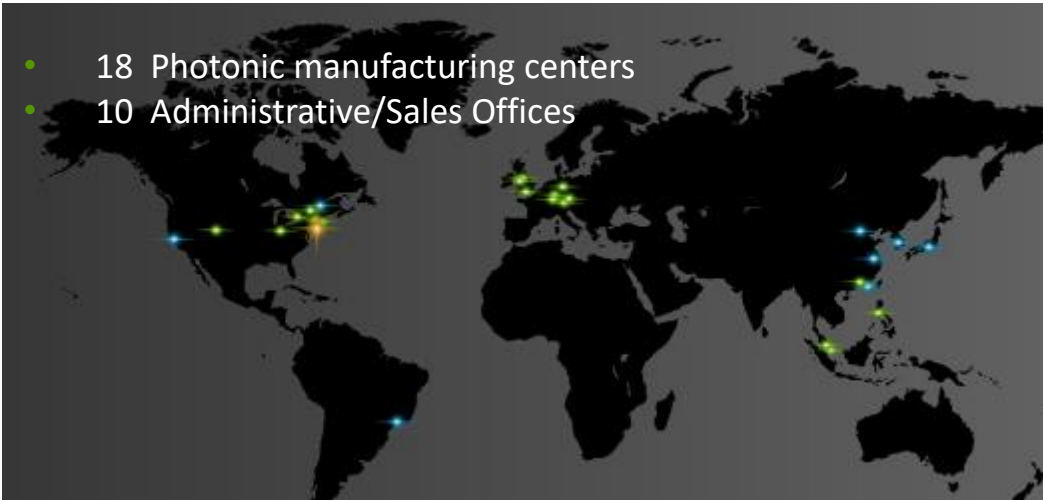 • 18 Photonic manufacturing centers
• 10 Administrative/Sales Offices